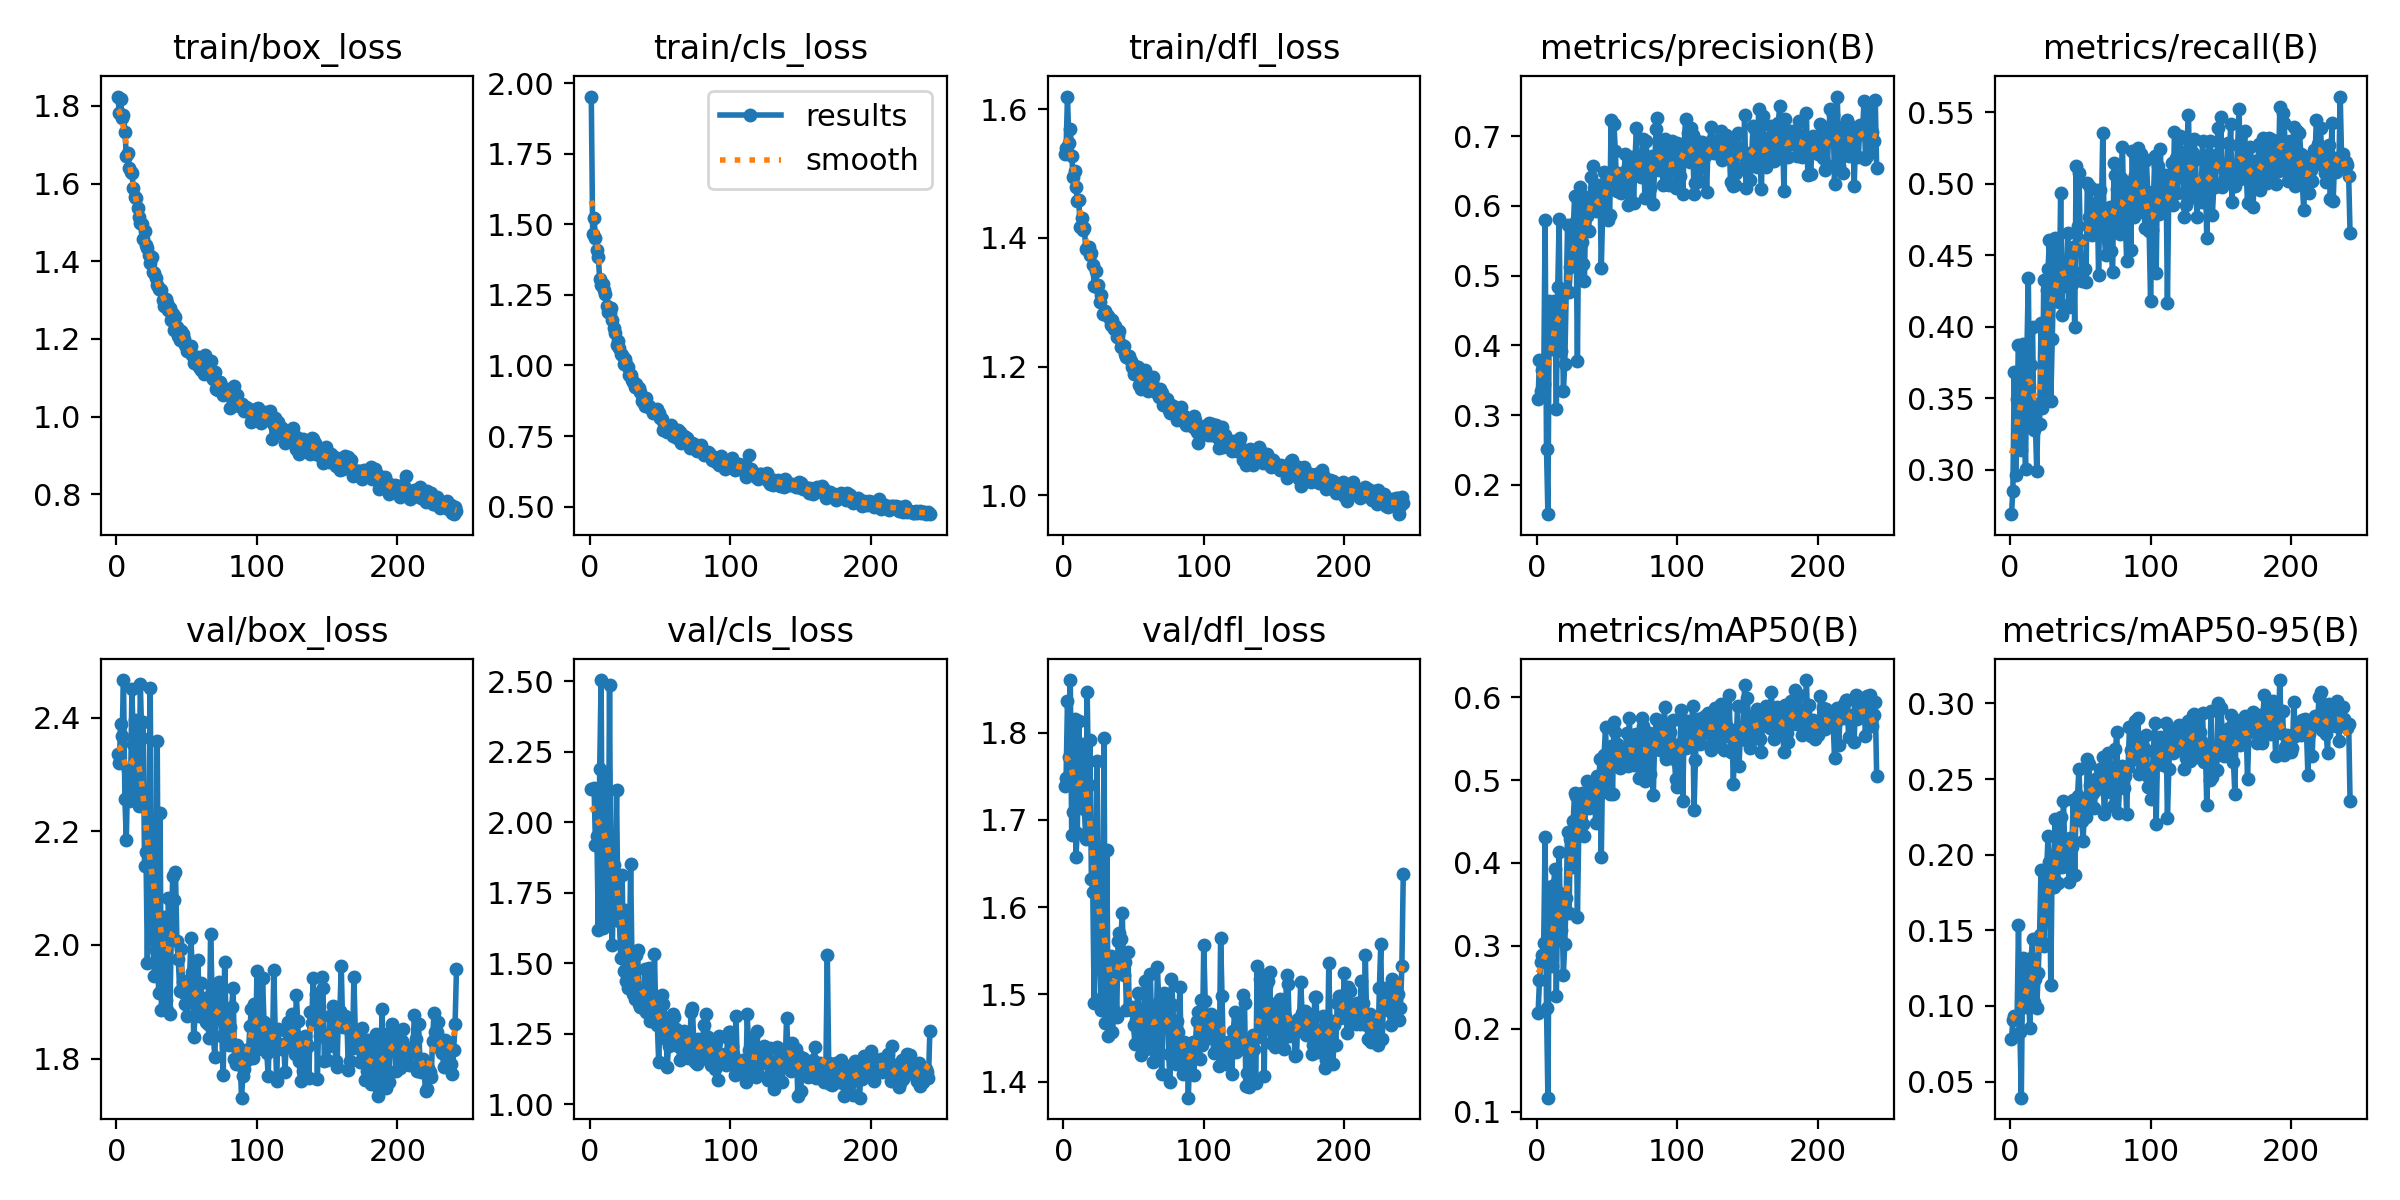 train/box_loss
1.8
1.6
1.4
1.2
1.0
0.8
0 100 200
train/cls_loss
results
smooth
2.00
1.75
1.50
1.25
1.00
0.75
0.50
0 100 200
train/dfl_loss
1.6
1.4
1.2
1.0
0 100 200
metrics/precision(B)
0.7
0.6
0.5
0.4
0.3
0.2
0 100 200
metrics/recall(B)
0.55
0.50
0.45
0.40
0.35
0.30
0 100 200
val/box_loss
2.4
2.2
2.0
1.8
0 100 200
val/cls_loss
2.50
2.25
2.00
1.75
1.50
1.25
1.00
0 100 200
val/dfl_loss
1.8
1.7
1.6
1.5
1.4
0 100 200
metrics/mAP50(B)
0.6
0.5
0.4
0.3
0.2
0.1
0 100 200
metrics/mAP50-95(B)
0.30
0.25
0.20
0.15
0.10
0.05
0 100 200